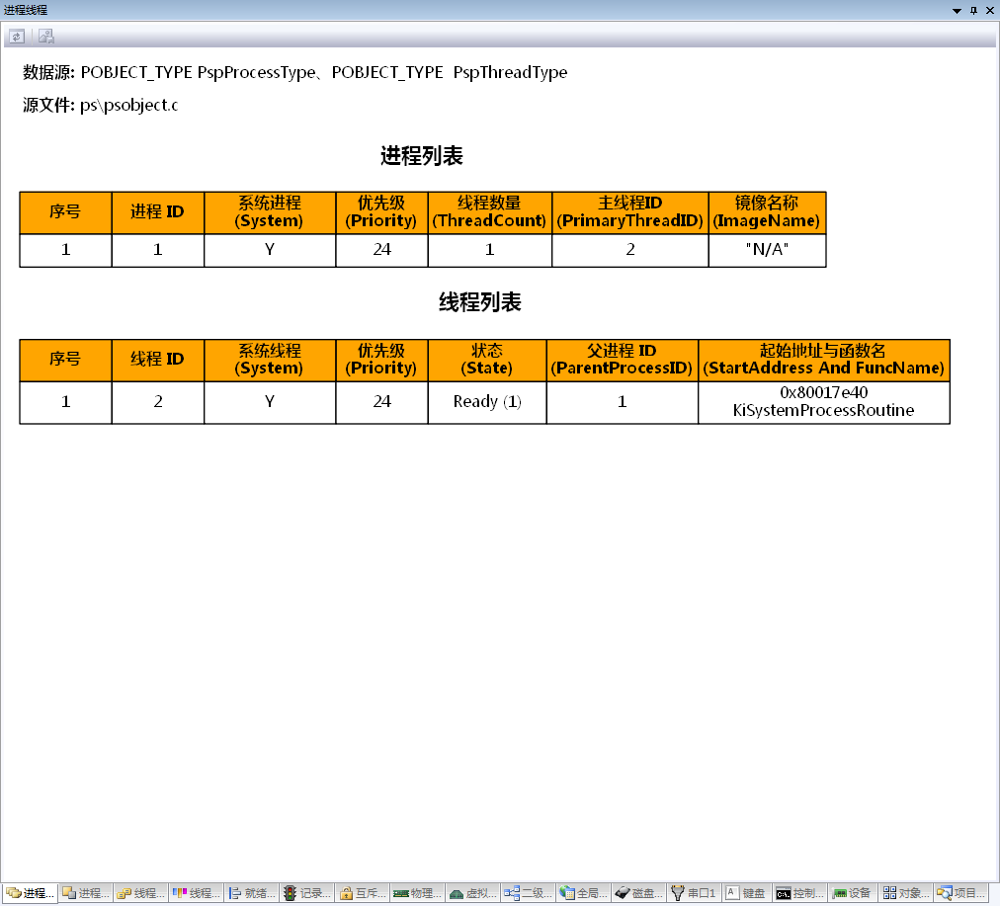 进程线程
数据源: POBJECT_TYPE PspProcessType、POBJECT_TYPE PspThreadType
源文件: ps\psobject.c
进程列表
序号 进程 ID 系统进程 (System) 优先级 (Priority) 线程数量 (ThreadCount) 主线程ID (PrimaryThreadID) 镜像名称 (ImageName)
1 1 Y 24 1 2 "N/A"
线程列表
序号 线程 ID 系统线程 (System) 优先级 (Priority) 状态 (State) 父进程 ID (ParentProcessID) 起始地址与函数名 (StartAddress And FuncName)
1 2 Y 24 Ready (1) 1 0x80017e40 KiSystemProcessRoutine
进程... 进程... 线程... 线程... 就绪... 记录... 互斥... 物理... 虚拟... 二级... 全局... 磁盘... 串口1 键盘 控制... 设备 对象... 项目...